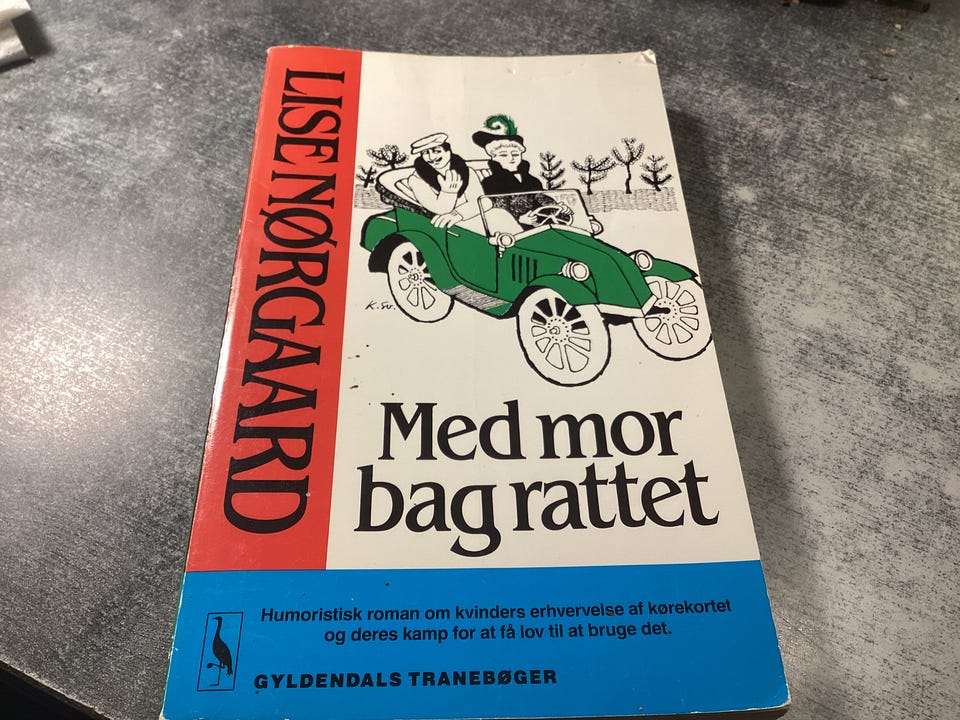 LISE NØRGAARD
K. SV.
Med mor
bag rattet
Humoristisk roman om kvinders erhvervelse af kørekortet
og deres kamp for at få lov til at bruge det.
GYLDENDALS TRANEBØGER